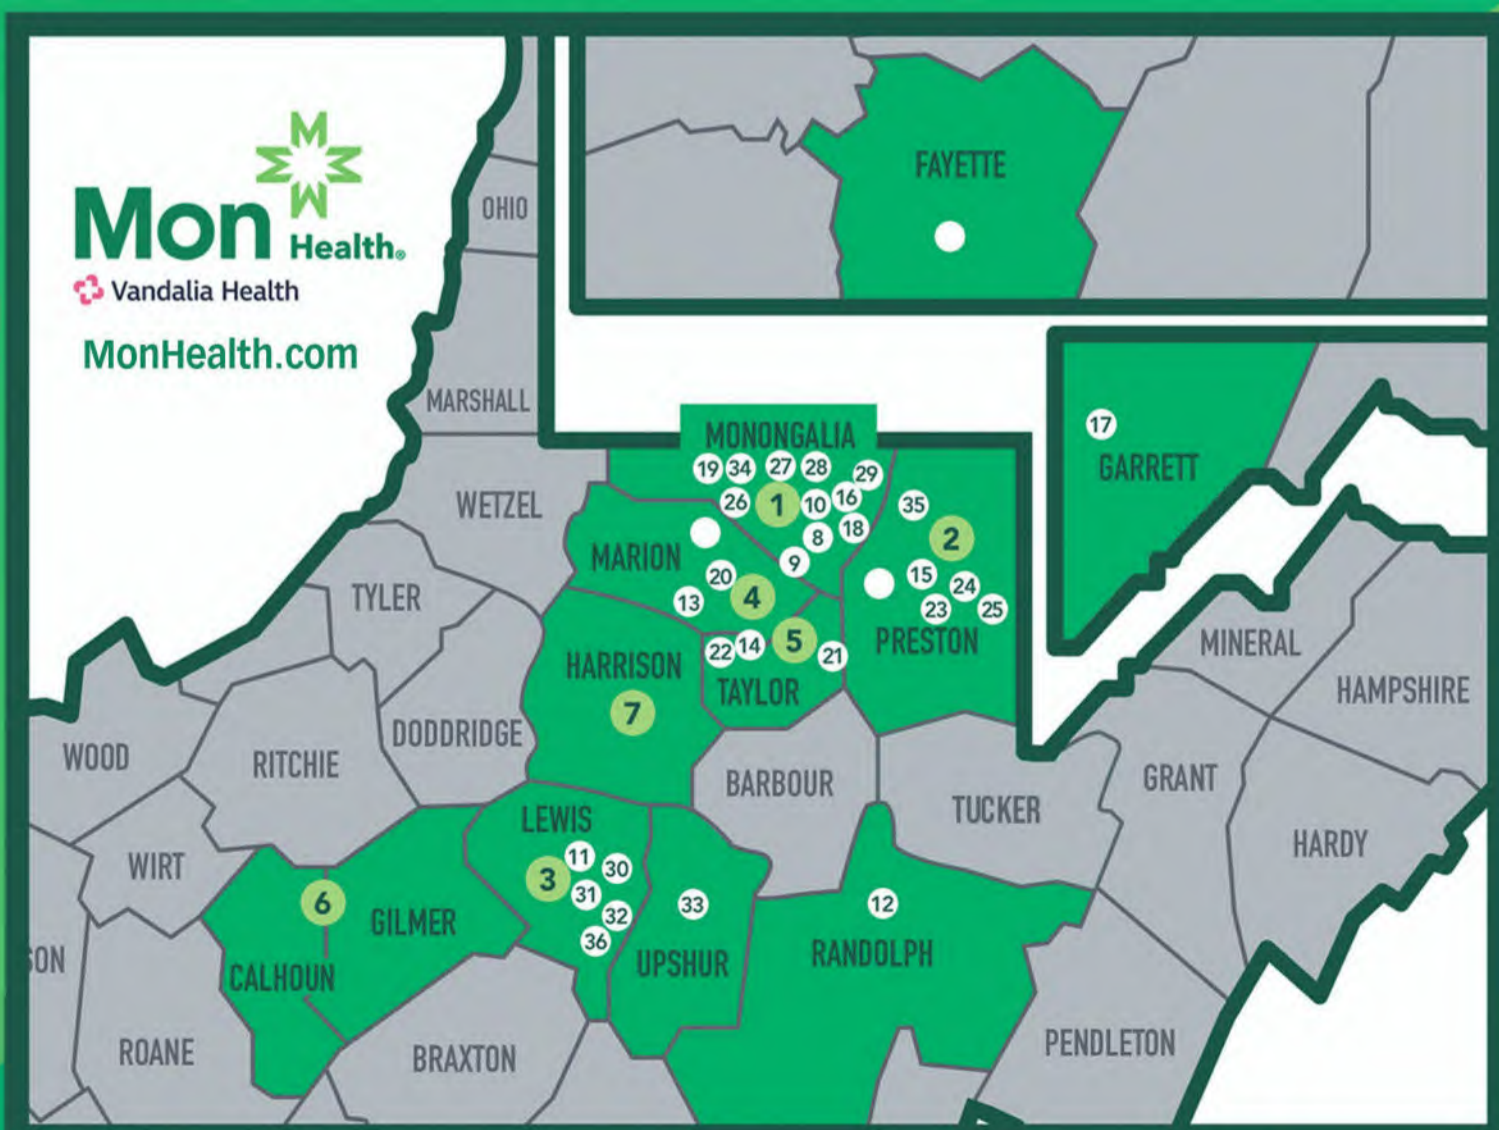 Mon
Health®
Vandalia Health
MonHealth.com
OHIO
MARSHALL
WETZEL
TYLER
WOOD
RITCHIE
DODDRIDGE
WIRT
SON
ROANE
BRAXTON
FAYETTE
17
GARRETT
MONONGALIA
19 34 27 28 29
26 1 10 16
8 18
9
35
2
15 24
23 25
PRESTON
MARION
20
13 4
22 14 5 21
TAYLOR
HARRISON
7
BARBOUR
TUCKER
MINERAL
HAMPSHIRE
GRANT
HARDY
LEWIS
11
3 30
31
32
36
6
GILMER
CALHOUN
33
UPSHUR
12
RANDOLPH
PENDLETON